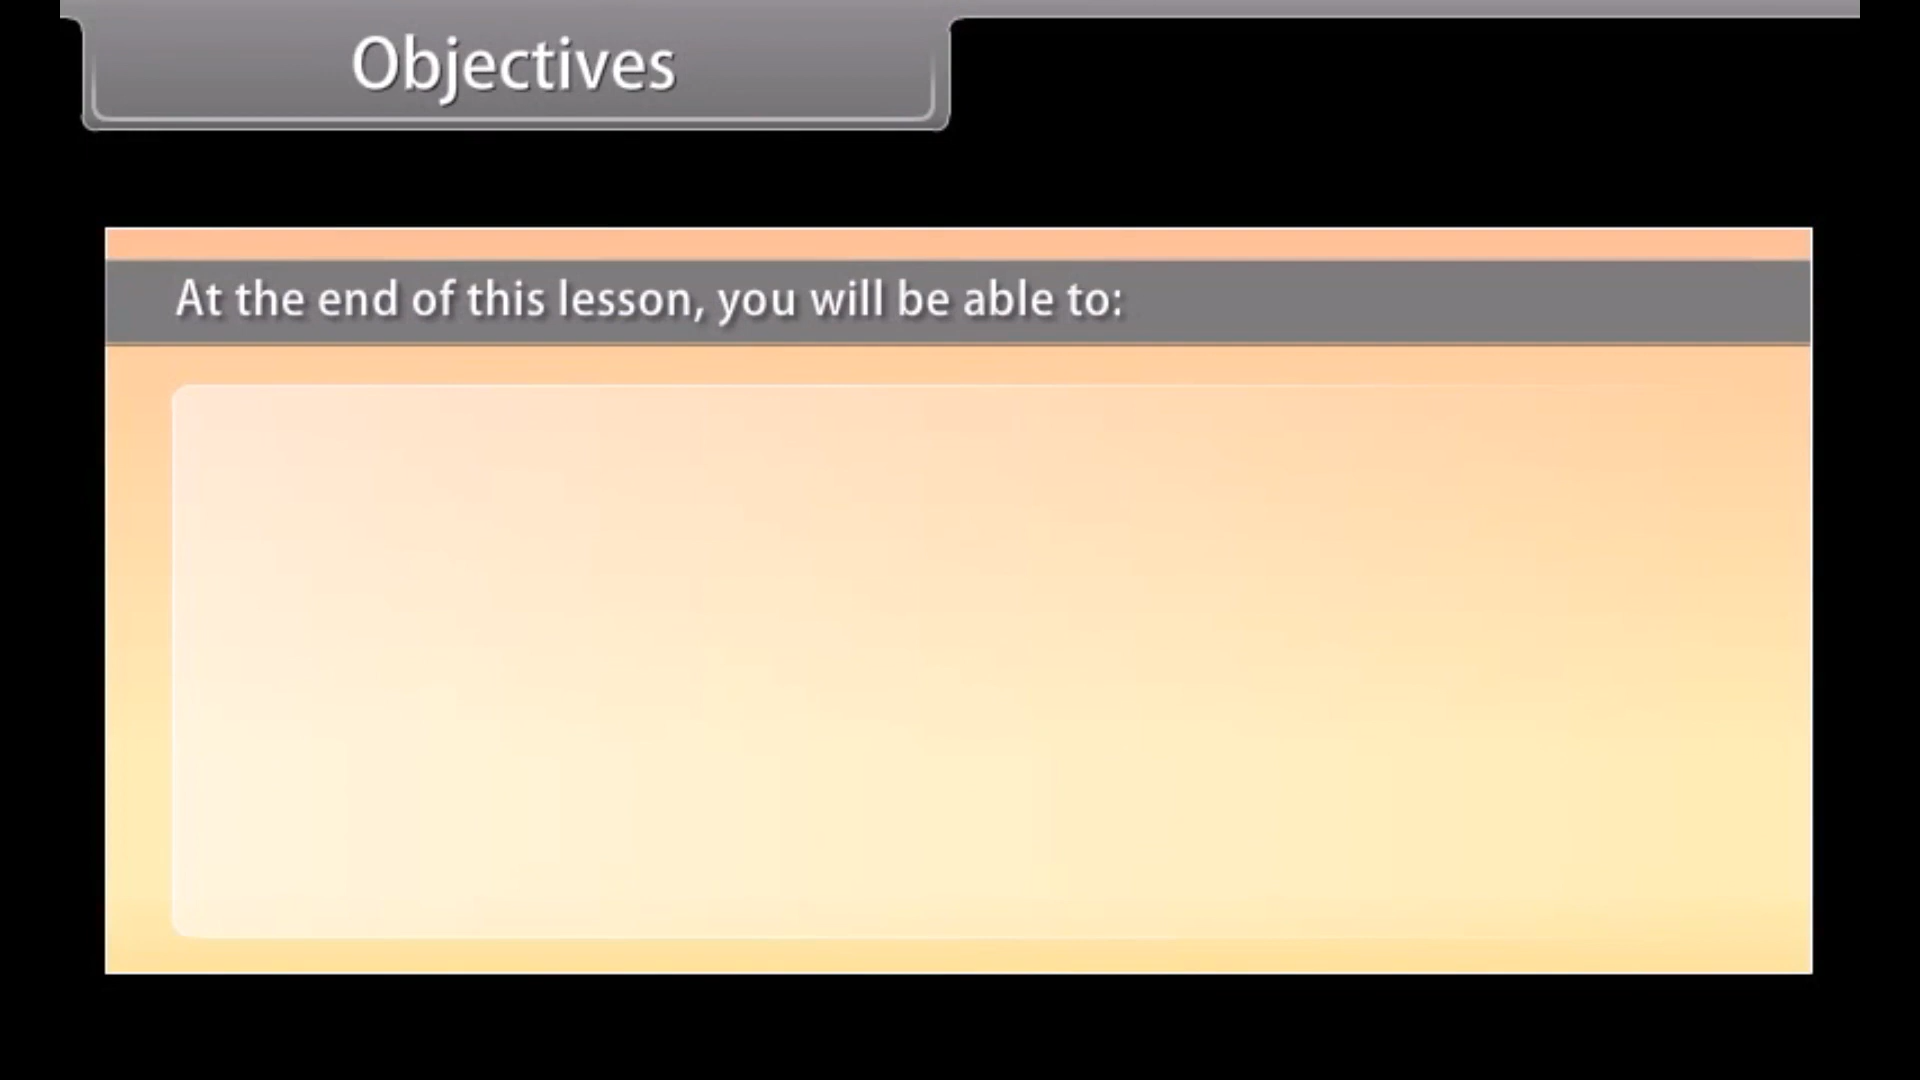 Objectives
At the end of this lesson, you will be able to: